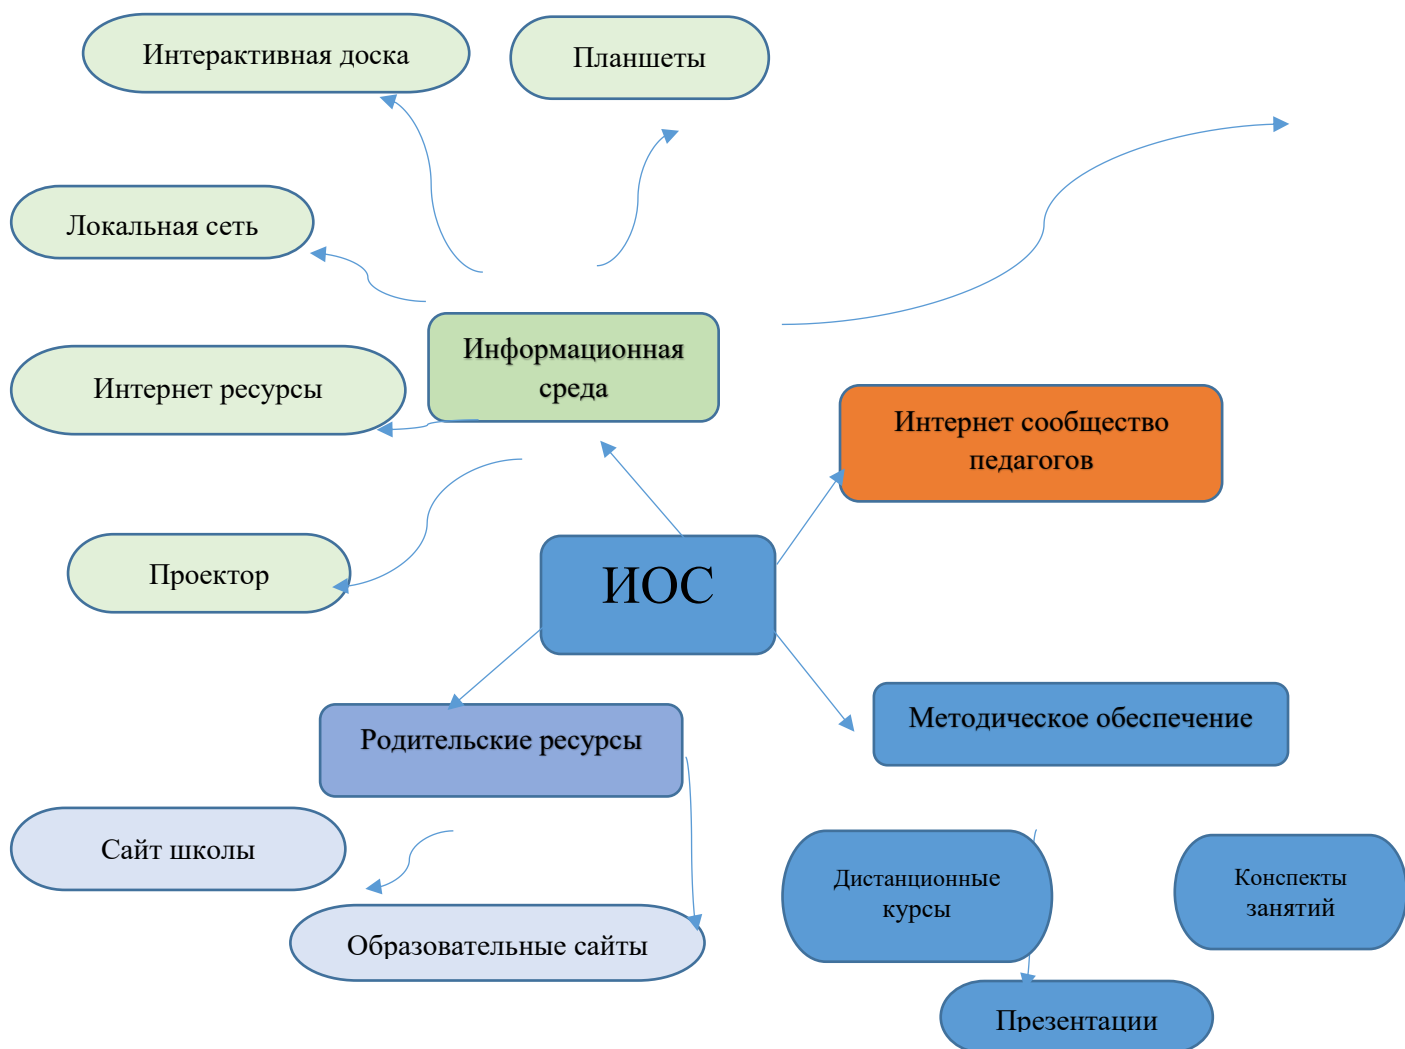 Интерактивная доска
Планшеты
Локальная сеть
Информационная
среда
Интернет ресурсы
Интернет сообщество
педагогов
Проектор
ИОС
Родительские ресурсы
Методическое обеспечение
Сайт школы
Дистанционные
курсы
Конспекты
занятий
Образовательные сайты
Презентации